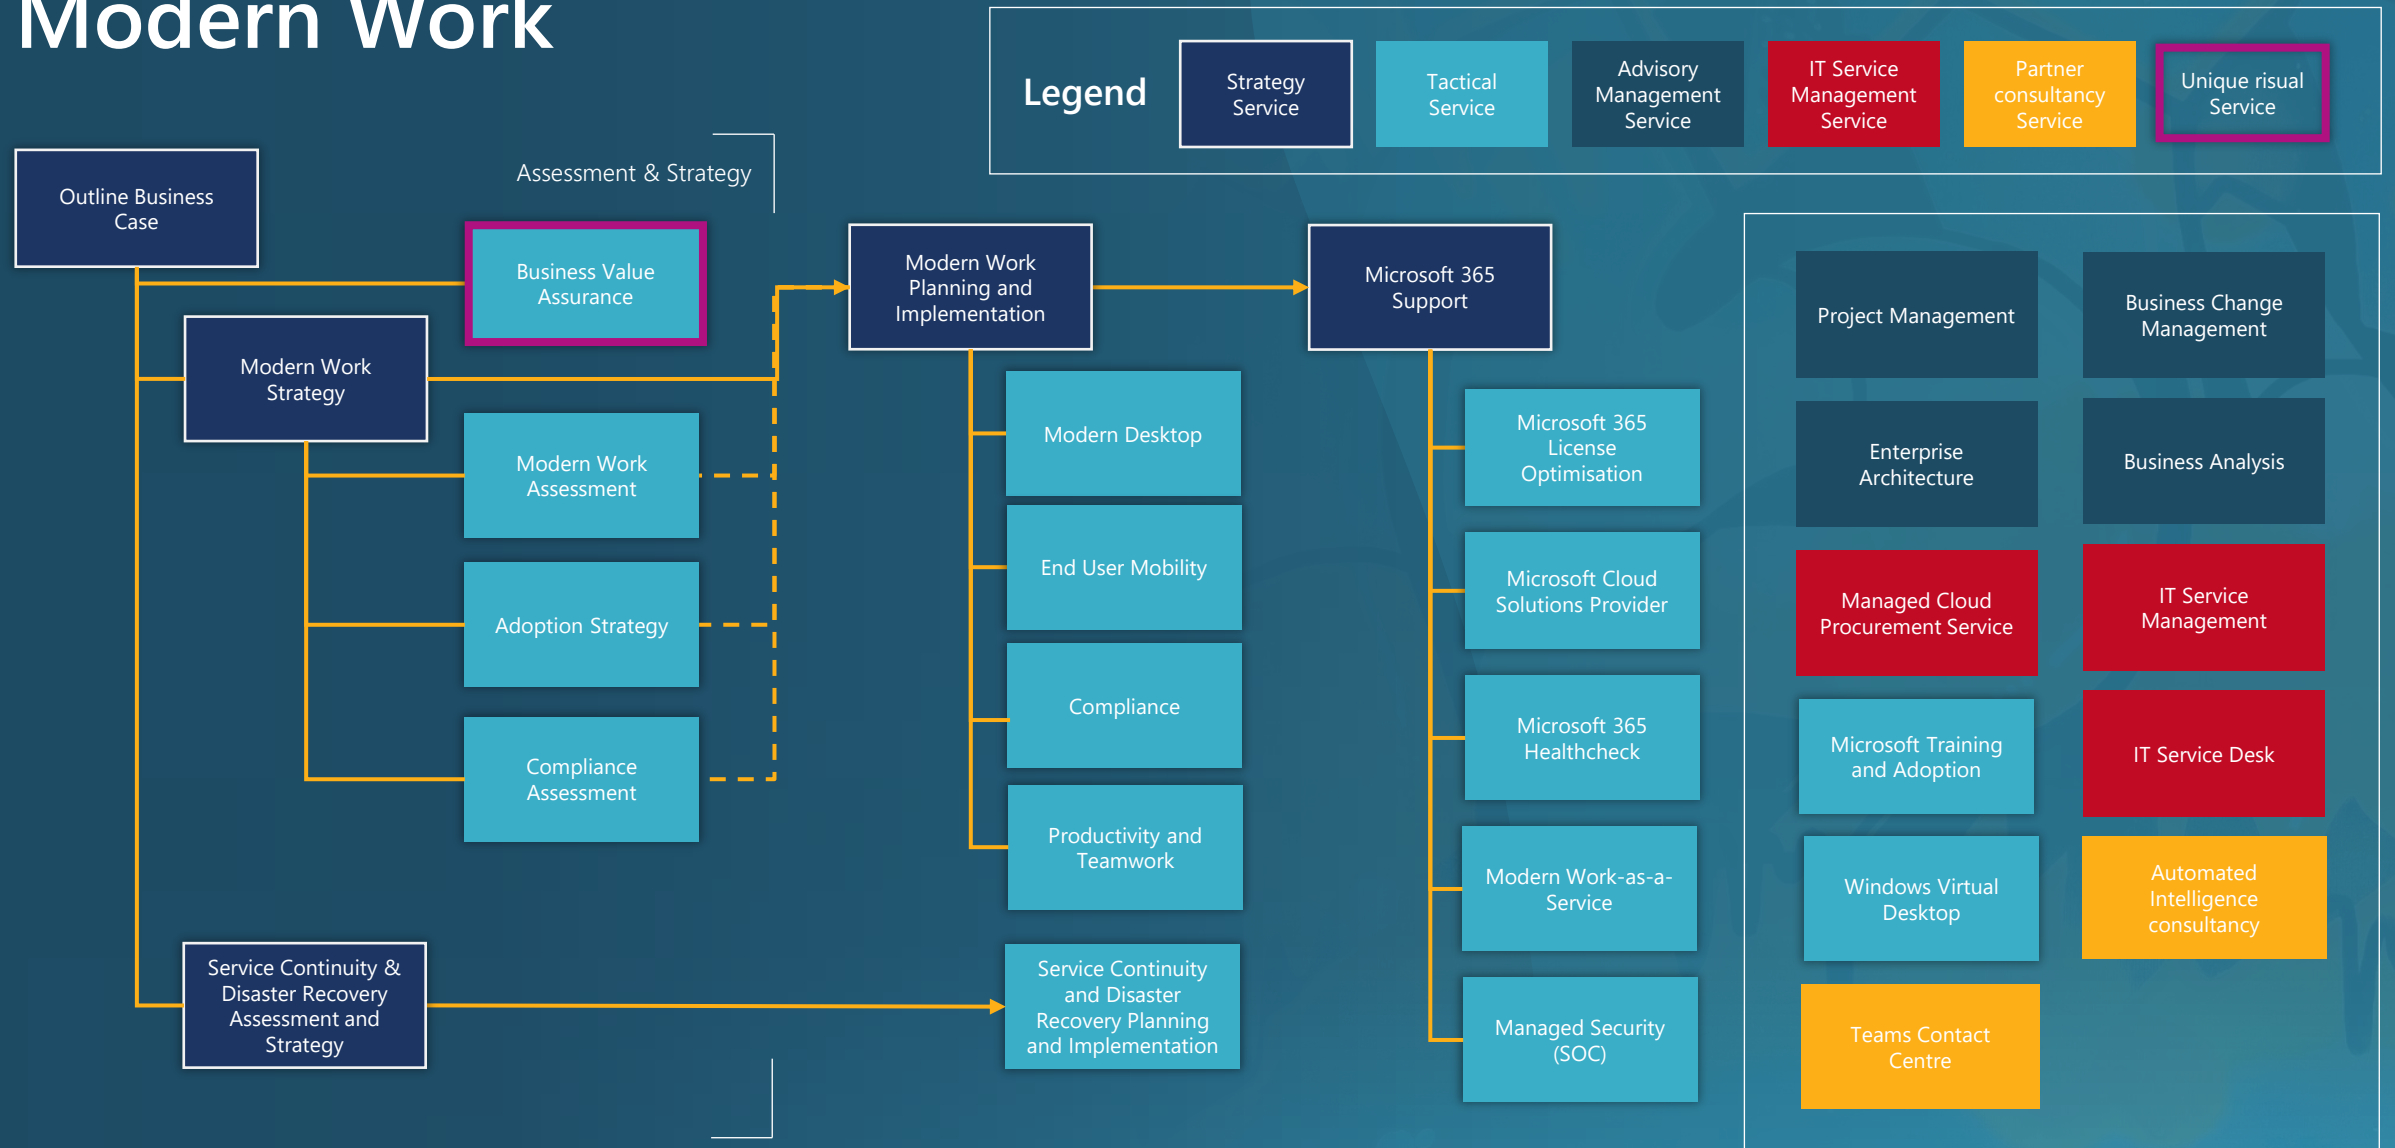 Modern Work
Legend
Strategy
Service
Tactical
Service
Advisory
Management
Service
IT Service
Management
Service
Partner
consultancy
Service
Unique risual
Service
Assessment & Strategy
Outline Business
Case
Business Value
Assurance
Modern Work
Strategy
Modern Work
Assessment
Adoption Strategy
Compliance
Assessment
Service Continuity &
Disaster Recovery
Assessment and
Strategy
Modern Work
Planning and
Implementation
Modern Desktop
End User Mobility
Compliance
Productivity and
Teamwork
Service Continuity
and Disaster
Recovery Planning
and Implementation
Microsoft 365
Support
Microsoft 365
License
Optimisation
Microsoft Cloud
Solutions Provider
Microsoft 365
Healthcheck
Modern Work-as-a-
Service
Managed Security
(SOC)
Project Management
Business Change
Management
Enterprise
Architecture
Business Analysis
Managed Cloud
Procurement Service
IT Service
Management
Microsoft Training
and Adoption
IT Service Desk
Windows Virtual
Desktop
Automated
Intelligence
consultancy
Teams Contact
Centre